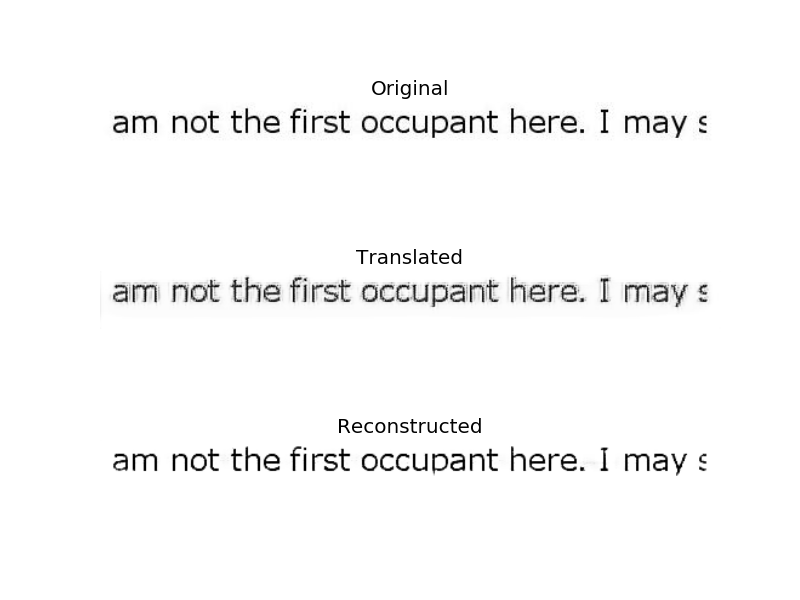 Original
am not the first occupant here. I may s
Translated
am not the first occupant here. I may s
Reconstructed
am not the first occupant here. I may s